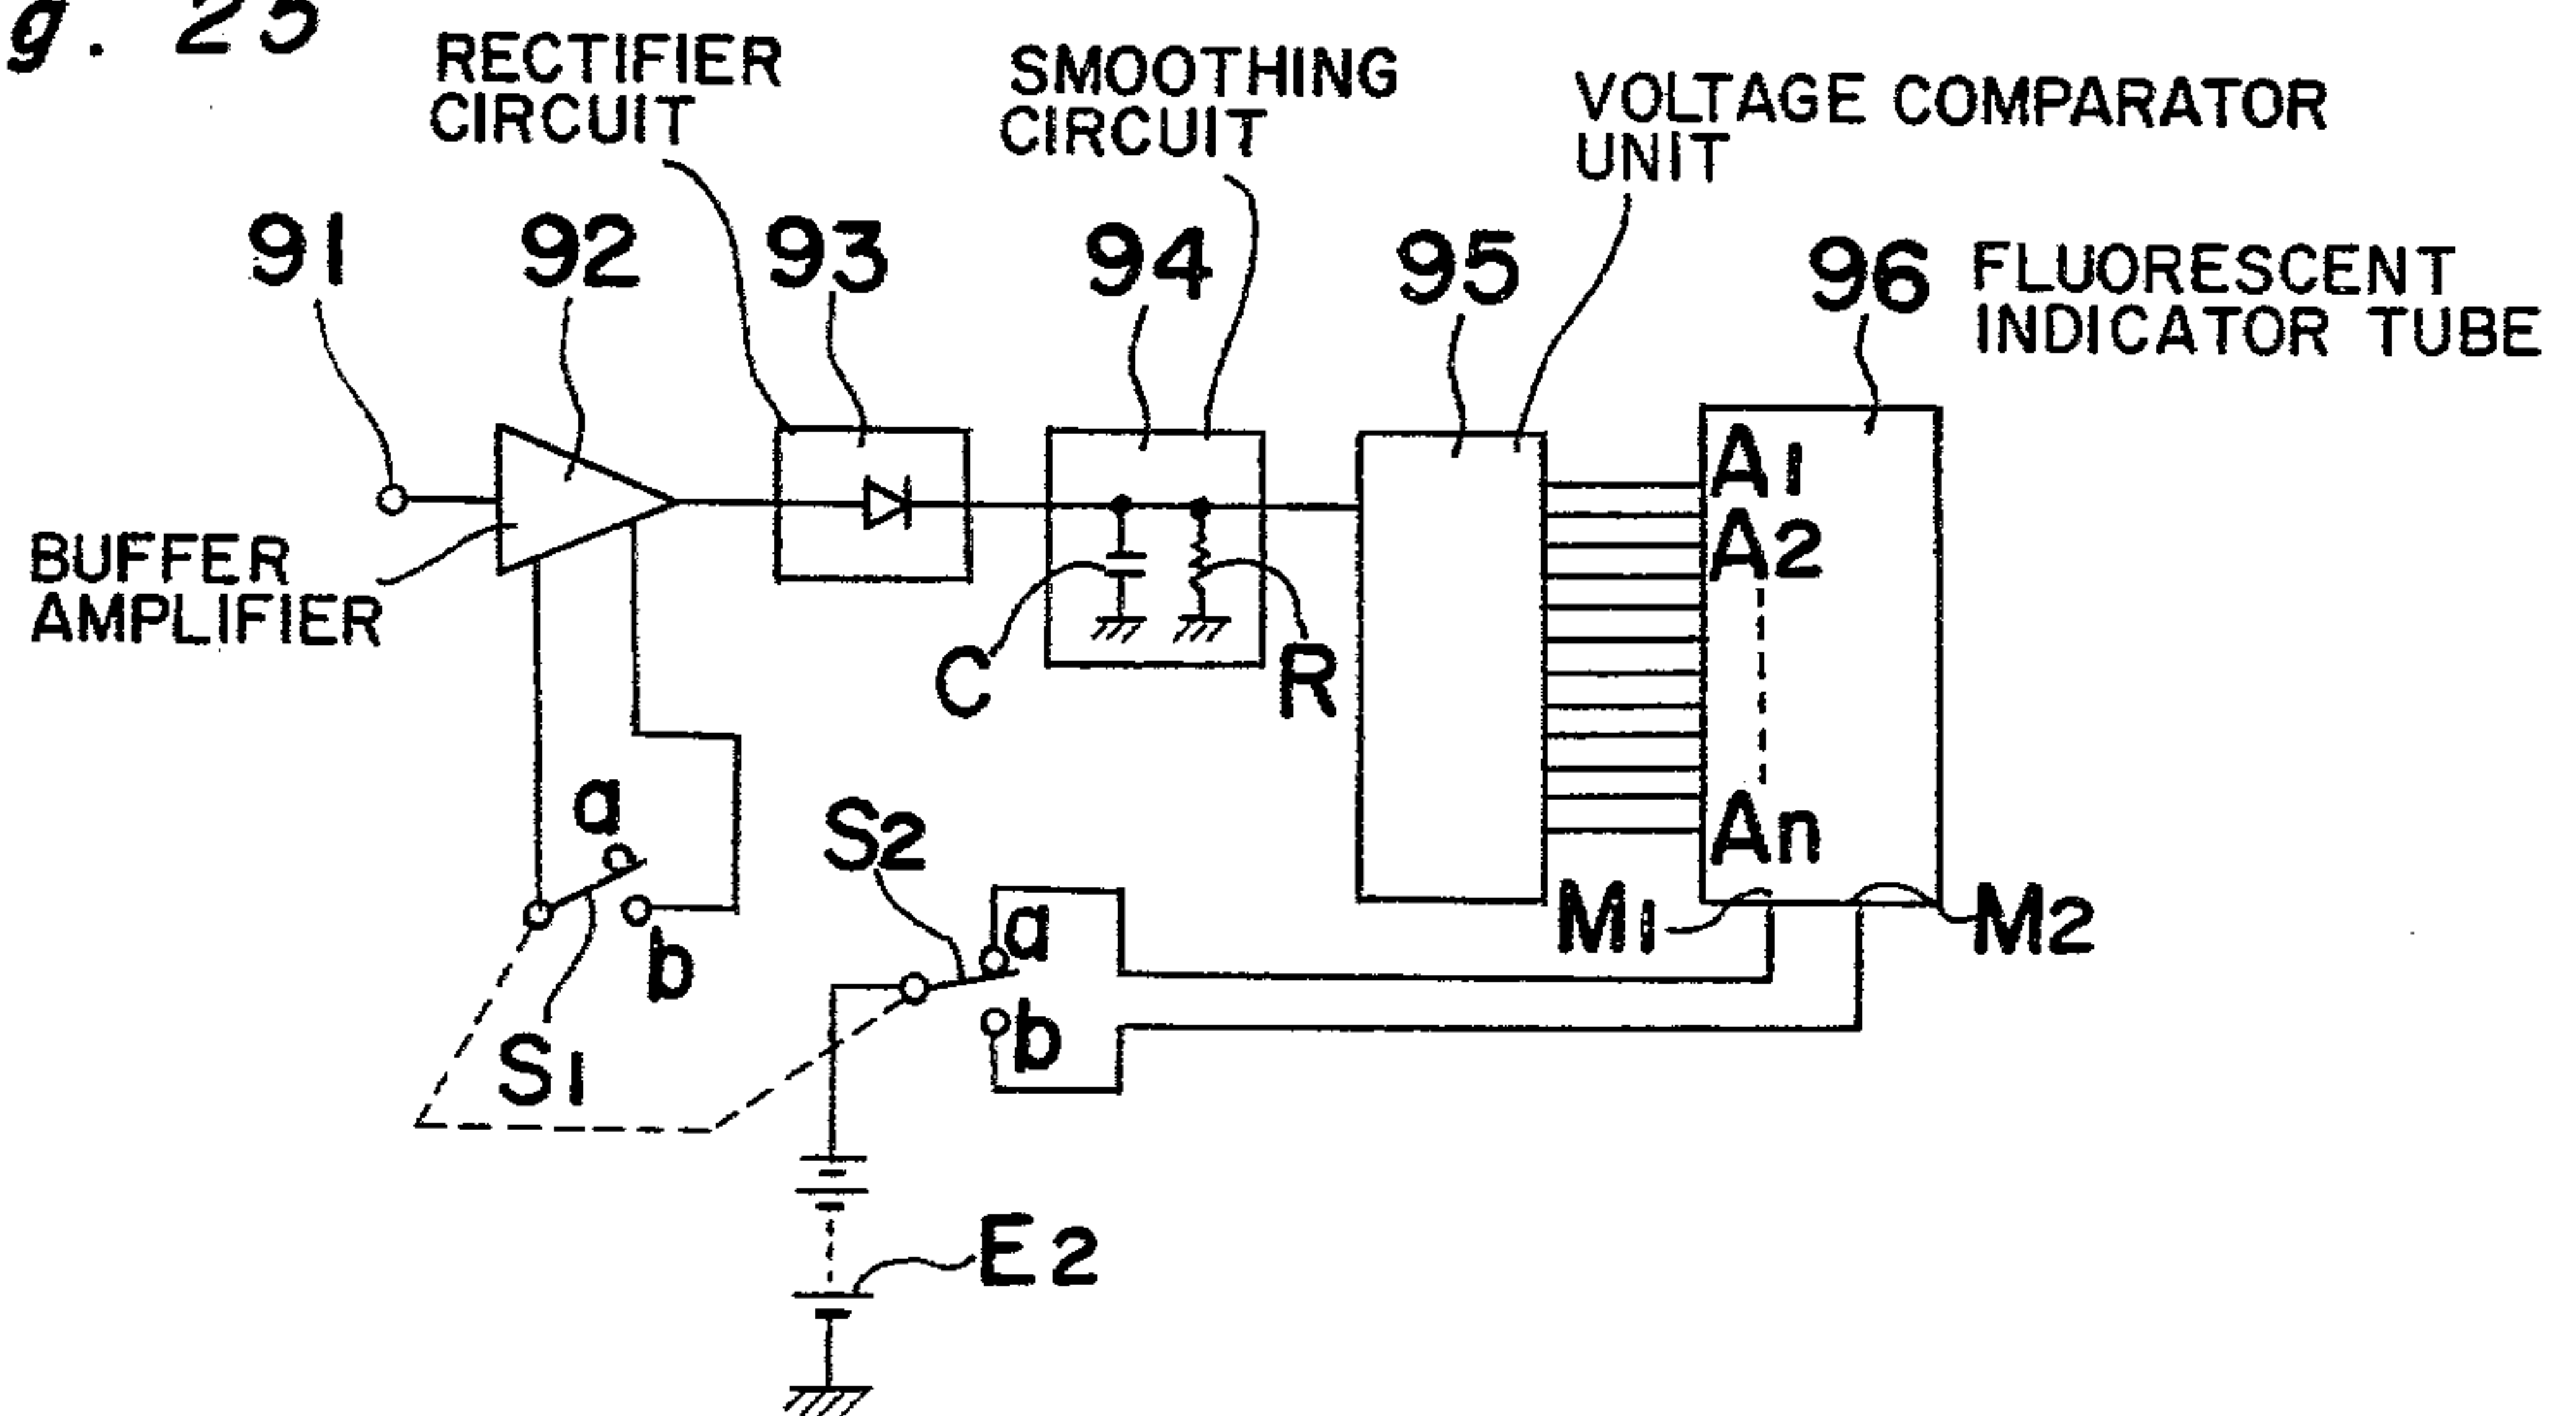 g. 25
RECTIFIER
CIRCUIT
SMOOTHING
CIRCUIT
VOLTAGE COMPARATOR
UNIT
91
92
93
94
95
96
FLUORESCENT
INDICATOR TUBE
BUFFER
AMPLIFIER
A1
A2
An
C
R
a
b
S1
S2
a
b
M1
M2
E2